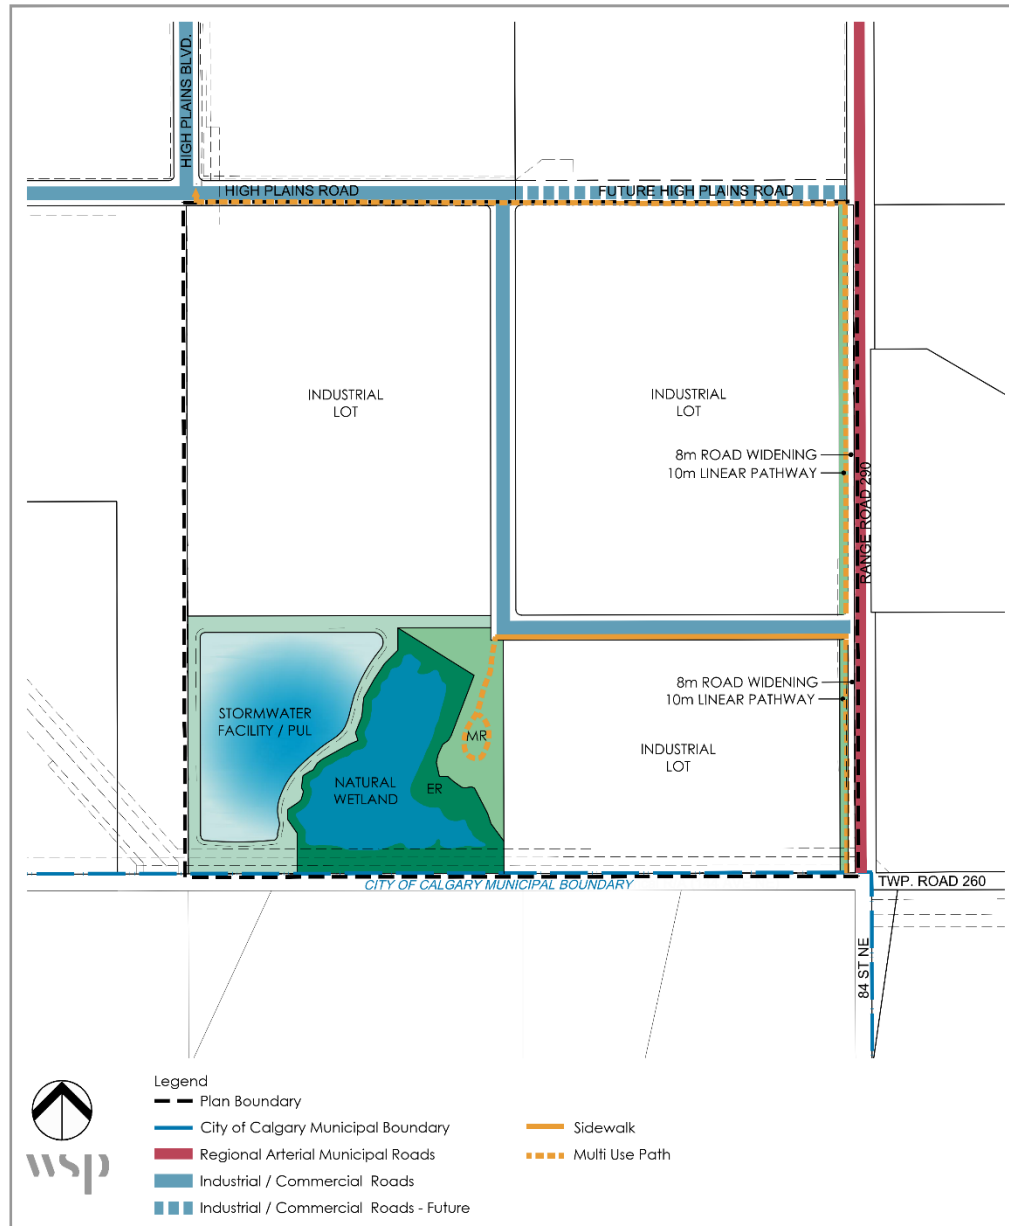 HIGH PLAINS BLVD.
HIGH PLAINS ROAD
FUTURE HIGH PLAINS ROAD
INDUSTRIAL
LOT
INDUSTRIAL
LOT
8m ROAD WIDENING
10m LINEAR PATHWAY
RANGE ROAD 290
STORMWATER
FACILITY / PUL
NATURAL
WETLAND
ER
MR
8m ROAD WIDENING
10m LINEAR PATHWAY
INDUSTRIAL
LOT
CITY OF CALGARY MUNICIPAL BOUNDARY
TWP. ROAD 260
84 ST NE
wsp
Legend
Plan Boundary
City of Calgary Municipal Boundary
Regional Arterial Municipal Roads
Industrial / Commercial Roads
Industrial / Commercial Roads - Future
Sidewalk
Multi Use Path